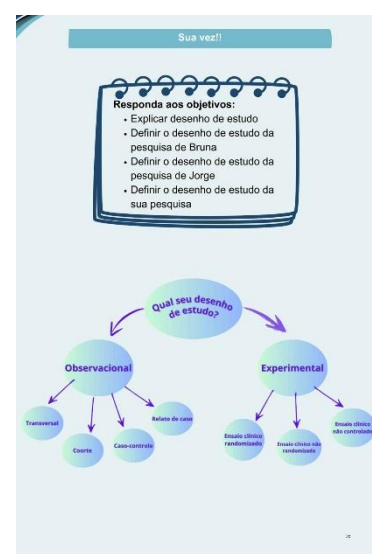 Sua vez!!
Responda aos objetivos:
• Explicar desenho de estudo
• Definir o desenho de estudo da
pesquisa de Bruna
• Definir o desenho de estudo da
pesquisa de Jorge
• Definir o desenho de estudo da
sua pesquisa
Qual seu desenho
de estudo?
Observacional
Experimental
Transversal
Coorte
Caso-controle
Relato de caso
Ensaio clínico
randomizado
Ensaio clínico não
randomizado
Ensaio clínico
não controlado